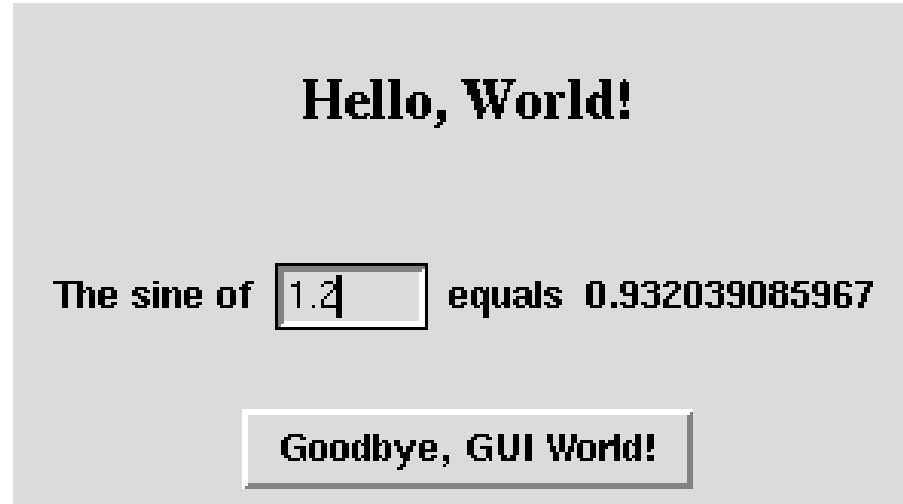 Hello, World!
The sine of 1.2 equals 0.932039085967
Goodbye, GUI World!